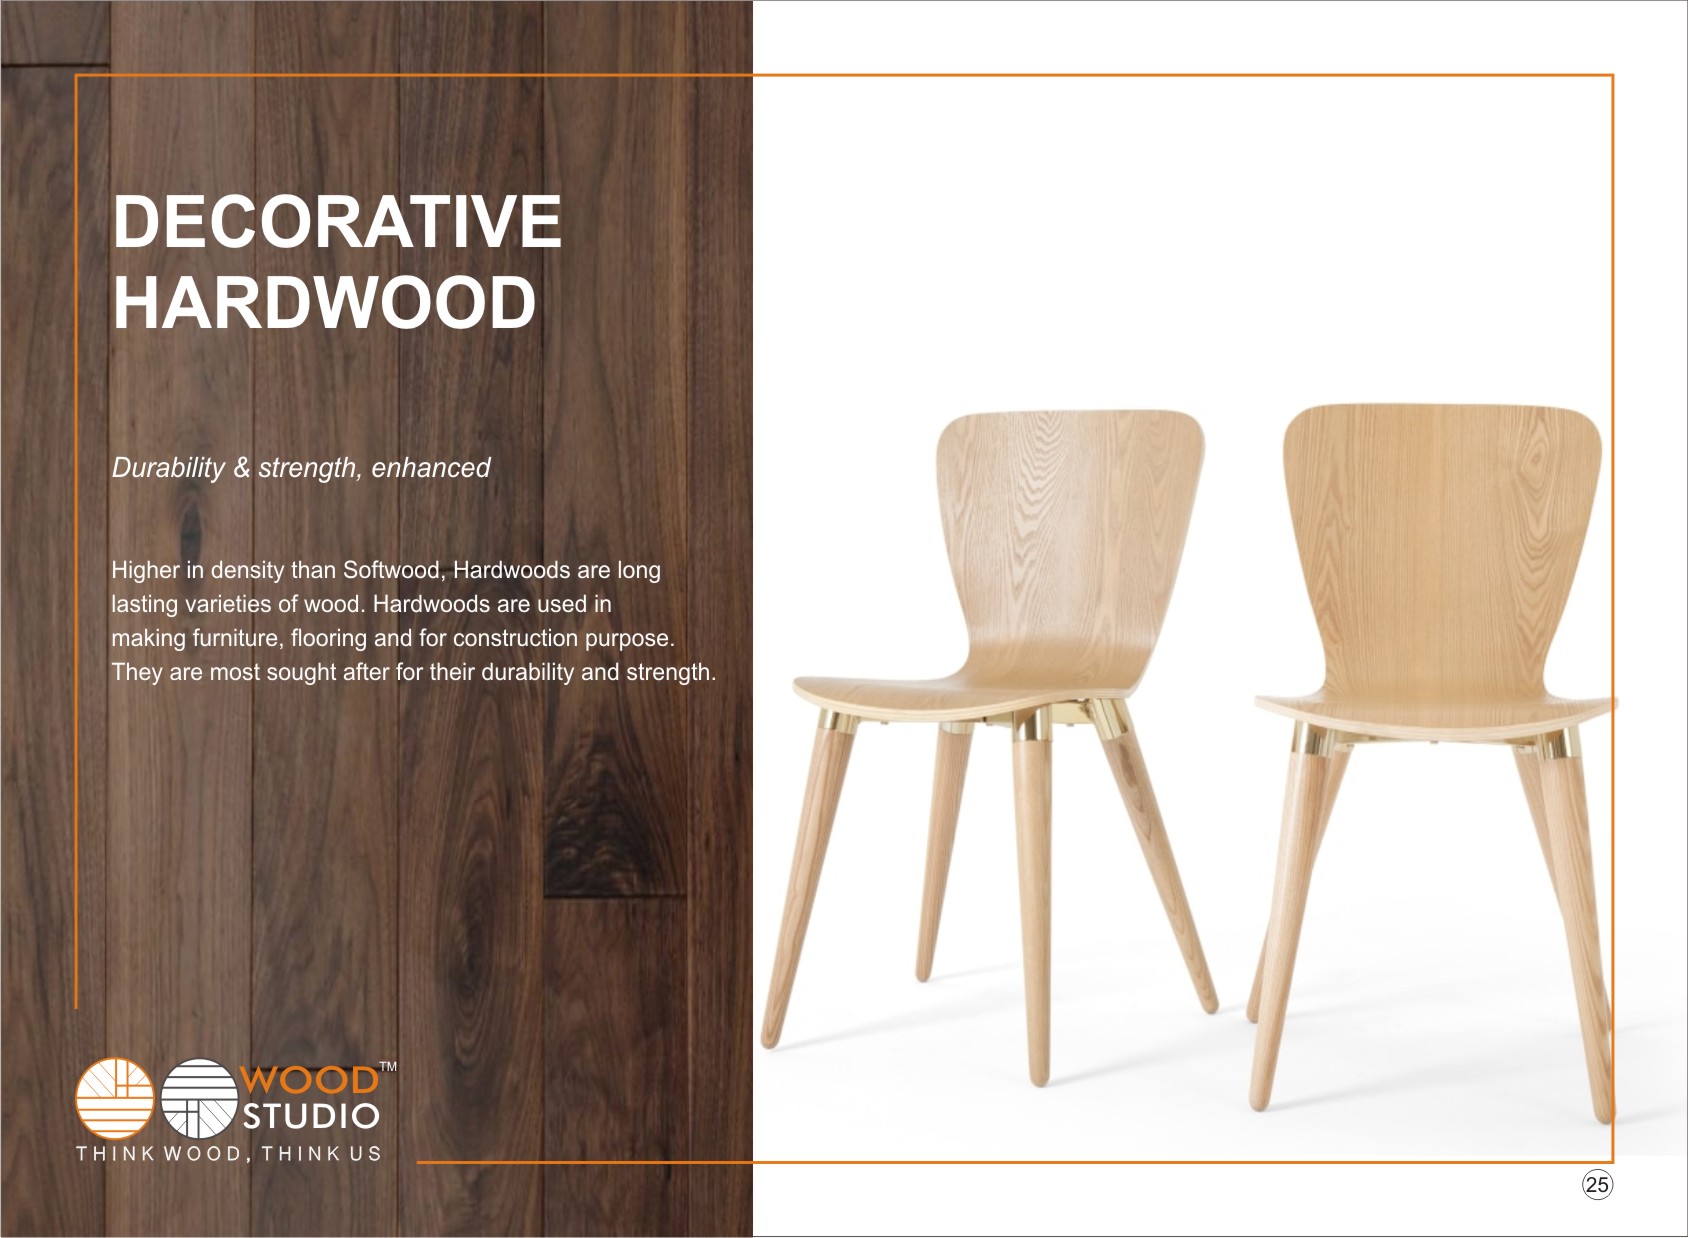 DECORATIVE
HARDWOOD
Durability & strength, enhanced
Higher in density than Softwood, Hardwoods are long
lasting varieties of wood. Hardwoods are used in
making furniture, flooring and for construction purpose.
They are most sought after for their durability and strength.
WOOD™
STUDIO
THINK WOOD, THINK US
25